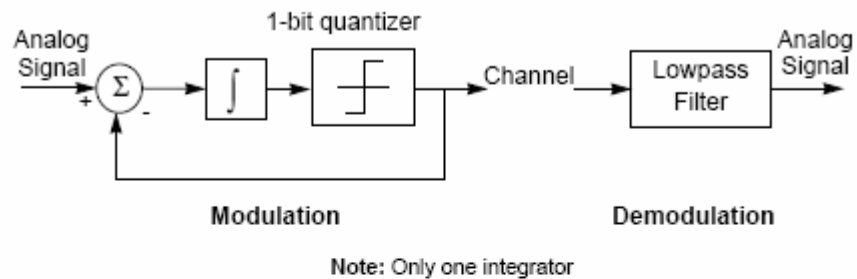 1-bit quantizer
Analog
Signal
+
Σ
-
∫
Channel
Lowpass
Filter
Analog
Signal
Modulation
Demodulation
Note: Only one integrator